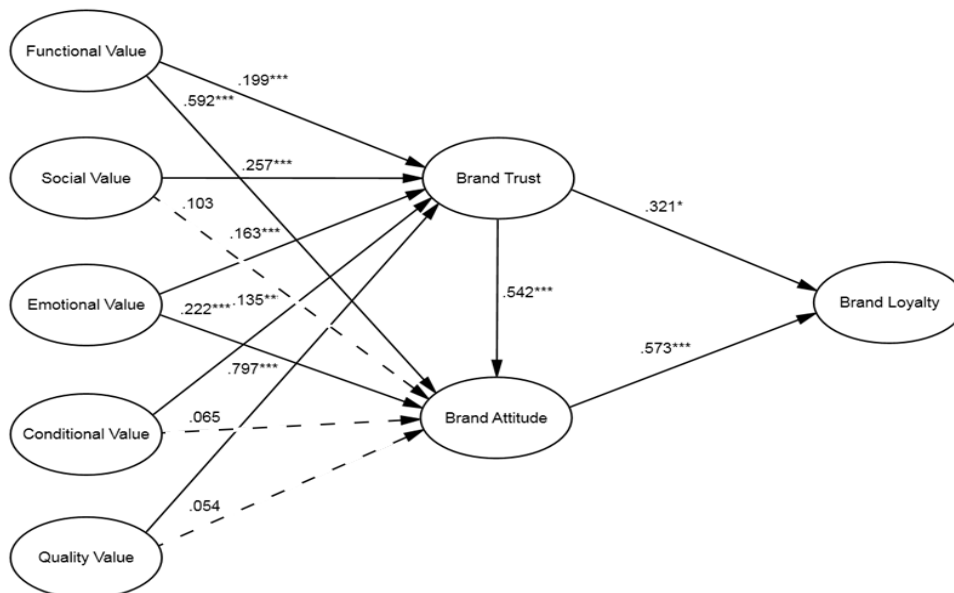 Functional Value
.199***
.592***
Social Value
.257***
Brand Trust
.103
.321*
.163***
Emotional Value
.222***
.135**
.542***
Brand Loyalty
.573***
.797***
.065
Brand Attitude
Conditional Value
.054
Quality Value